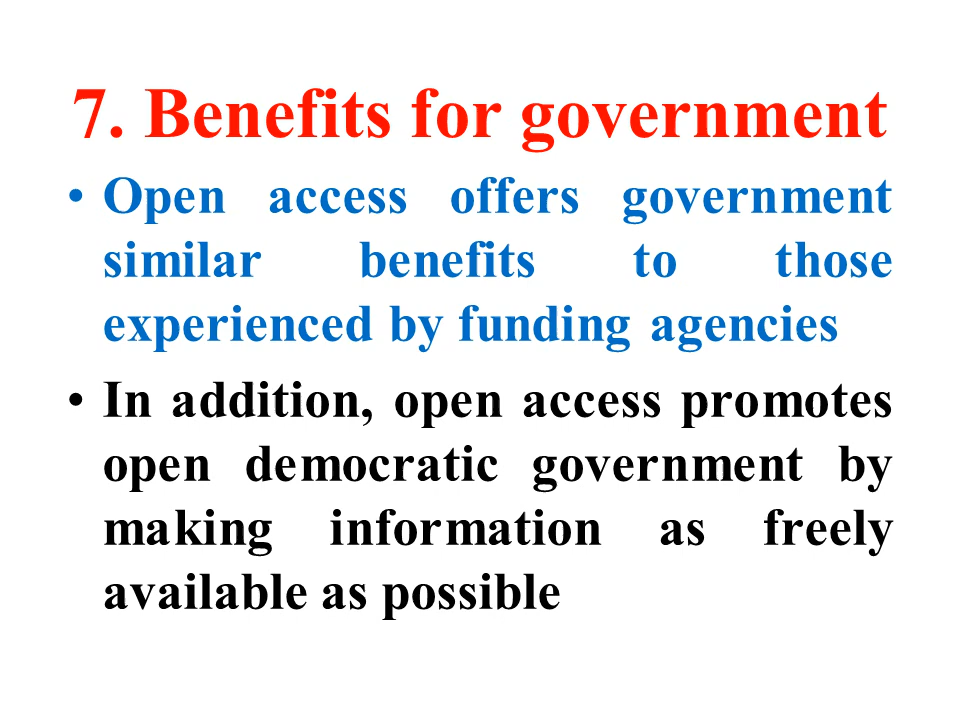 7. Benefits for government
• Open access offers government
similar benefits to those
experienced by funding agencies
• In addition, open access promotes
open democratic government by
making information as freely
available as possible